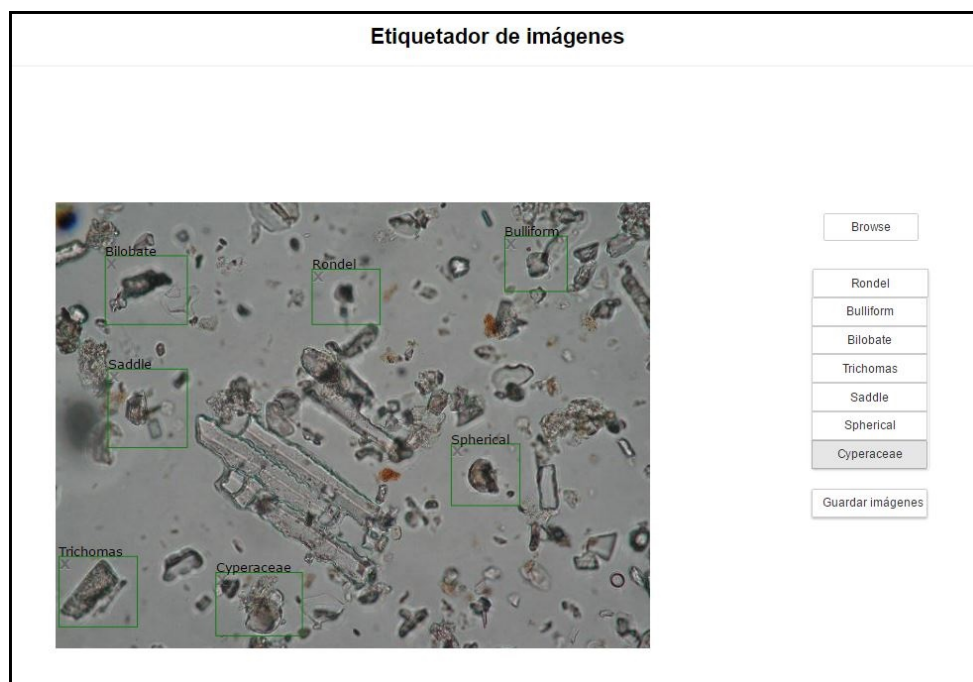 Etiquetador de imágenes
Bulliform
Browse
Bilobate
Rondel
Rondel
Bulliform
Bilobate
Saddle
Trichomas
Saddle
Spherical
Spherical
Cyperaceae
Guardar imágenes
Trichomas
Cyperaceae